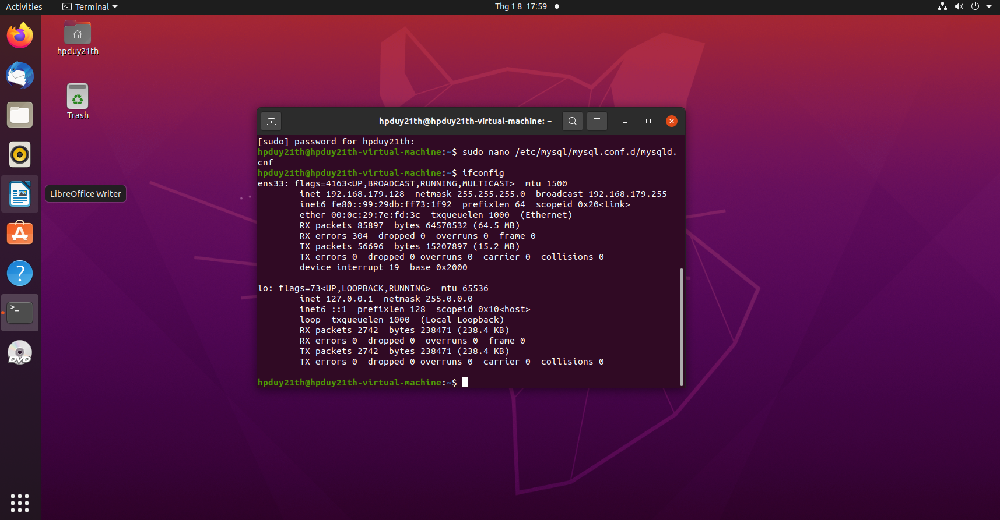 Activities
Terminal
Thg 1 8 17:59
hpduy21th
Trash
LibreOffice Writer
?
>_
DVD
hpduy21th@hpduy21th-virtual-machine: ~
[sudo] password for hpduy21th:
hpduy21th@hpduy21th-virtual-machine:~$ sudo nano /etc/mysql/mysql.conf.d/mysqld.
cnf
hpduy21th@hpduy21th-virtual-machine:~$ ifconfig
ens33: flags=4163<UP,BROADCAST,RUNNING,MULTICAST>  mtu 1500
        inet 192.168.179.128  netmask 255.255.255.0  broadcast 192.168.179.255
        inet6 fe80::99:29db:ff73:1f92  prefixlen 64  scopeid 0x20<link>
        ether 00:0c:29:7e:fd:3c  txqueuelen 1000  (Ethernet)
        RX packets 85897  bytes 64570532 (64.5 MB)
        RX errors 304  dropped 0  overruns 0  frame 0
        TX packets 56696  bytes 15207897 (15.2 MB)
        TX errors 0  dropped 0 overruns 0  carrier 0  collisions 0
        device interrupt 19  base 0x2000
lo: flags=73<UP,LOOPBACK,RUNNING>  mtu 65536
        inet 127.0.0.1  netmask 255.0.0.0
        inet6 ::1  prefixlen 128  scopeid 0x10<host>
        loop  txqueuelen 1000  (Local Loopback)
        RX packets 2742  bytes 238471 (238.4 KB)
        RX errors 0  dropped 0  overruns 0  frame 0
        TX packets 2742  bytes 238471 (238.4 KB)
        TX errors 0  dropped 0 overruns 0  carrier 0  collisions 0
hpduy21th@hpduy21th-virtual-machine:~$